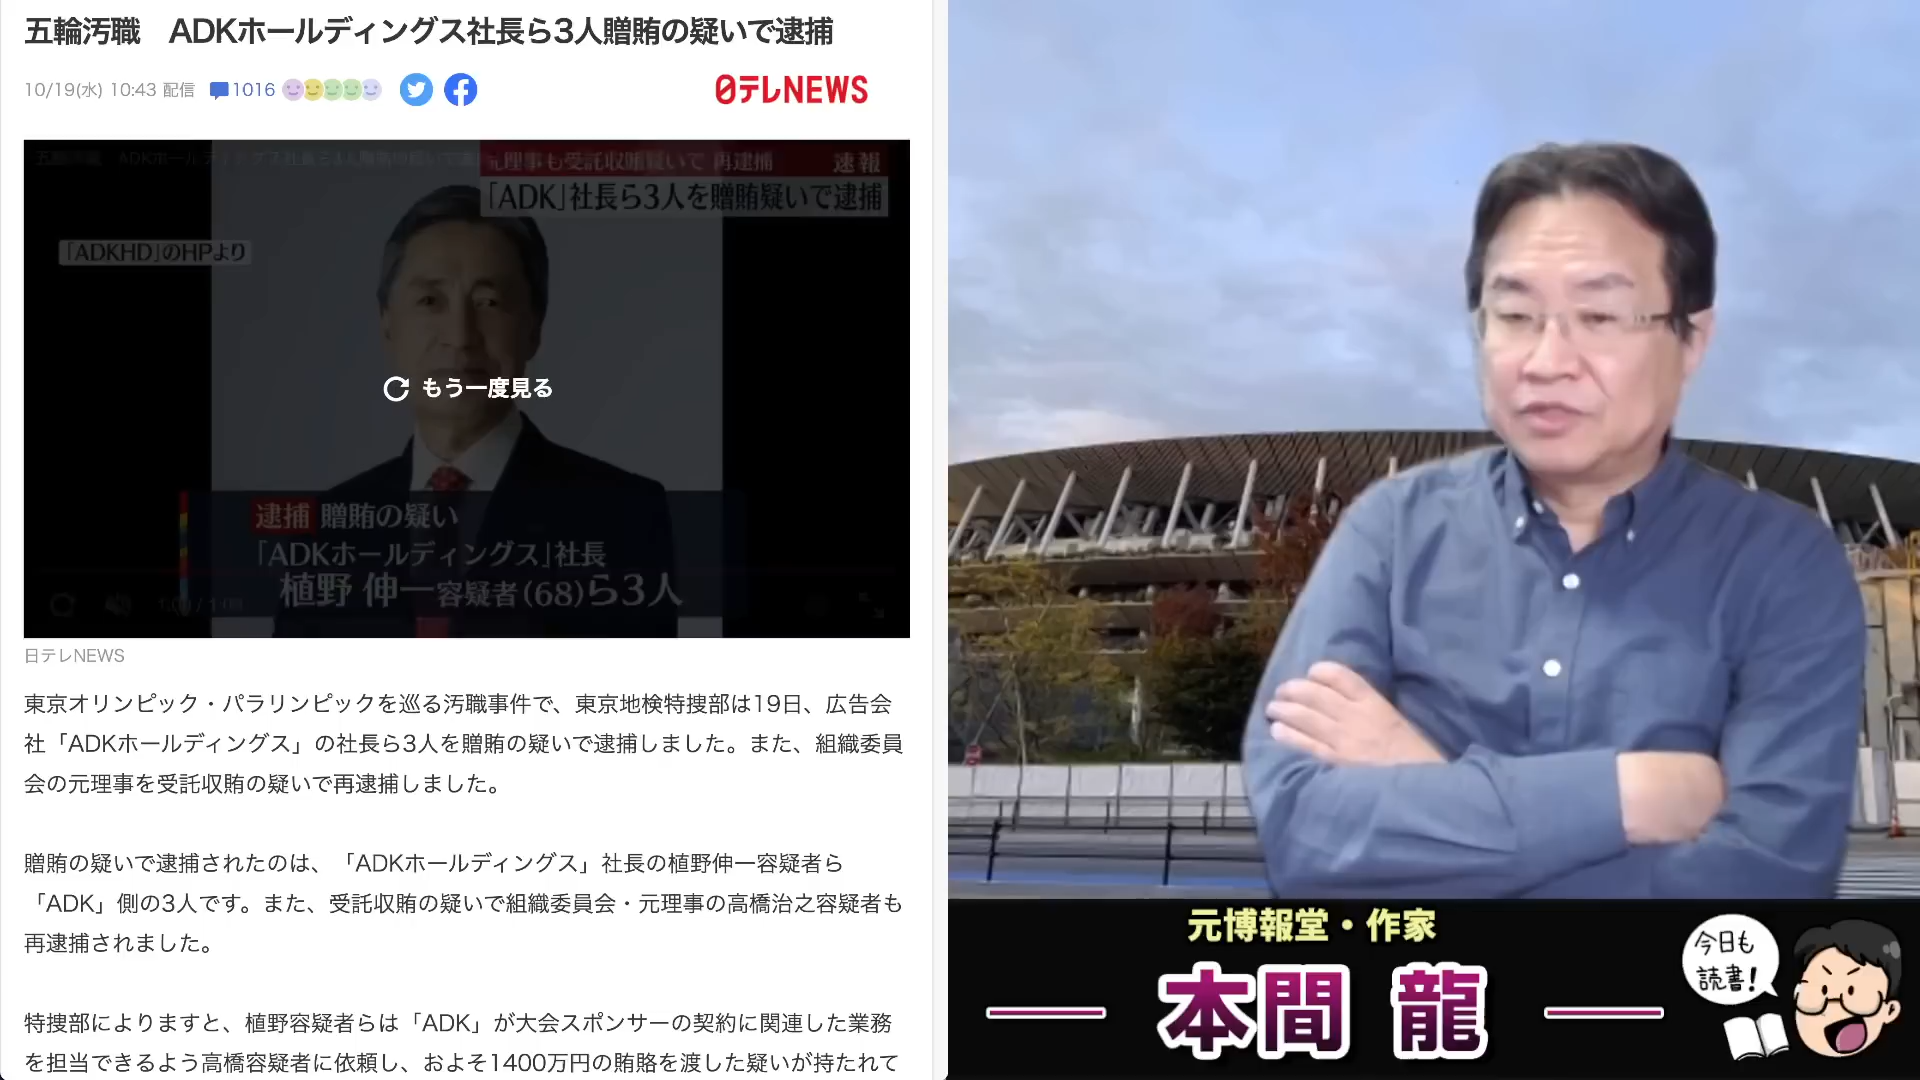 五輪汚職　ADKホールディングス社長ら3人贈賄の疑いで逮捕
10/19(水) 10:43 配信
1016
日テレNEWS
元理事も受託収賄疑いで 再逮捕 速報
「ADK」社長ら3人を贈賄疑いで逮捕
「ADKHD」のHPより
もう一度見る
逮捕 贈賄の疑い
「ADKホールディングス」社長
植野 伸一容疑者(68)ら3人
日テレNEWS
東京オリンピック・パラリンピックを巡る汚職事件で、東京地検特捜部は19日、広告会
社「ADKホールディングス」の社長ら3人を贈賄の疑いで逮捕しました。また、組織委員
会の元理事を受託収賄の疑いで再逮捕しました。
贈賄の疑いで逮捕されたのは、「ADKホールディングス」社長の植野伸一容疑者ら
「ADK」側の3人です。また、受託収賄の疑いで組織委員会・元理事の高橋治之容疑者も
再逮捕されました。
特捜部によりますと、植野容疑者らは「ADK」が大会スポンサーの契約に関連した業務
を担当できるよう高橋容疑者に依頼し、およそ1400万円の賄賂を渡した疑いが持たれて
元博報堂・作家
本間 龍
今日も
読書!